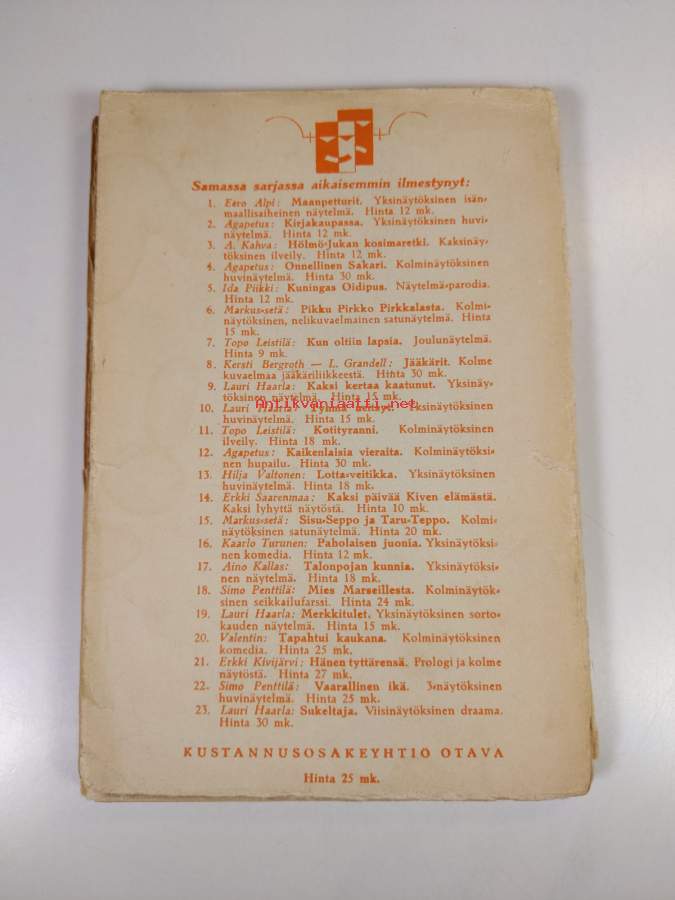 Samassa sarjassa aikaisemmin ilmestynyt:
1. Eero Alpi: Maanpetturit. Yksinäytöksinen isän-
maallisaiheinen näytelmä. Hinta 12 mk.
2. Agapetus: Kirjakaupassa. Yksinäytöksinen huvi-
näytelmä. Hinta 12 mk.
3. A. Kahva: Hölmö-Jukan kosimaretki. Kaksinäy-
töksinen ilveily. Hinta 12 mk.
4. Agapetus: Onnellinen Sakari. Kolminäytöksinen
huvinäytelmä. Hinta 30 mk.
5. Ida Piikki: Kuningas Oidipus. Näytelmä-parodia.
Hinta 12 mk.
6. Markus-setä: Pikku Pirkko Pirkkalasta. Kolmi-
näytöksinen, nelikuvaelmainen satunäytelmä. Hinta
15 mk.
7. Topo Leistilä: Kun oltiin lapsia. Joulunäytelmä.
Hinta 9 mk.
8. Kersti Bergroth — L. Grandell: Jääkärit. Kolme
kuvaelmaa jääkäriliikkeestä. Hinta 30 mk.
9. Lauri Haarla: Kaksi kertaa kaatunut. Yksinäy-
töksinen näytelmä. Hinta 15 mk.
Antikvariaatti.net
10. Lauri Haarla: Tyhmä neitsyt. Yksinäytöksinen
huvinäytelmä. Hinta 15 mk.
11. Topo Leistilä: Kotityranni. Kolminäytöksinen
ilveily. Hinta 18 mk.
12. Agapetus: Kaikenlaisia vieraita. Kolminäytöksi-
nen hupailu. Hinta 30 mk.
13. Hilja Valtonen: Lotta-veitikka. Yksinäytöksinen
huvinäytelmä. Hinta 18 mk.
14. Erkki Saarenmaa: Kaksi päivää Kiven elämästä.
Kaksi lyhyttä näytöstä. Hinta 10 mk.
15. Markus-setä: Sisu-Seppo ja Taru-Teppo. Kolmi-
näytöksinen satunäytelmä. Hinta 20 mk.
16. Kaarlo Turunen: Paholaisen juonia. Yksinäytöksi-
nen komedia. Hinta 12 mk.
17. Aino Kallas: Talonpojan kunnia. Yksinäytöksi-
nen näytelmä. Hinta 18 mk.
18. Simo Penttilä: Mies Marseillesta. Kolminäytök-
sinen seikkailufarssi. Hinta 24 mk.
19. Lauri Haarla: Merkkitulet. Yksinäytöksinen sorto-
kauden näytelmä. Hinta 15 mk.
20. Valentin: Tapahtui kaukana. Kolminäytöksinen
komedia. Hinta 25 mk.
21. Erkki Kivijärvi: Hänen tyttärensä. Prologi ja kolme
näytöstä. Hinta 27 mk.
22. Simo Penttilä: Vaarallinen ikä. 3-näytöksinen
huvinäytelmä. Hinta 25 mk.
23. Lauri Haarla: Sukeltaja. Viisinäytöksinen draama.
Hinta 30 mk.
KUSTANNUSOSAKEYHTIÖ OTAVA
Hinta 25 mk.